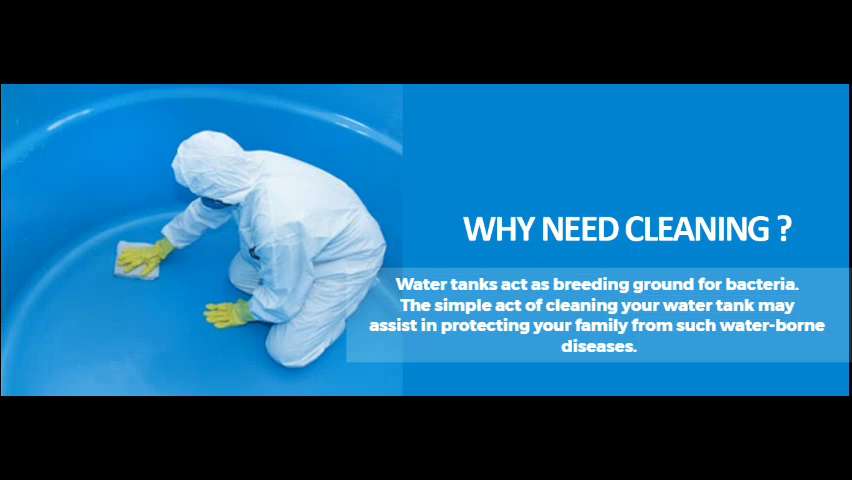 WHY NEED CLEANING ?
Water tanks act as breeding ground for bacteria.
The simple act of cleaning your water tank may
assist in protecting your family from such water-borne
diseases.